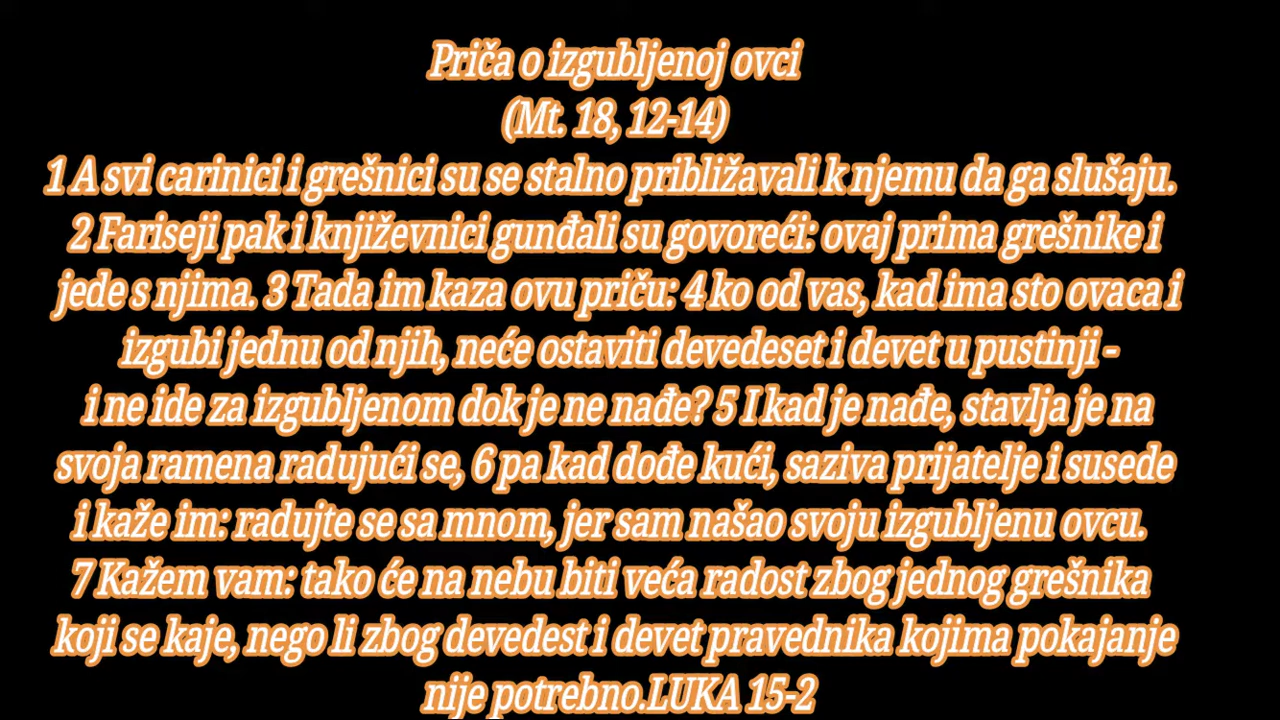 Priča o izgubljenoj ovci
(Mt. 18, 12-14)
1 A svi carinici i grešnici su se stalno približavali k njemu da ga slušaju.
2 Fariseji pak i književnici gunđali su govoreći: ovaj prima grešnike i
jede s njima. 3 Tada im kaza ovu priču: 4 ko od vas, kad ima sto ovaca i
izgubi jednu od njih, neće ostaviti devedeset i devet u pustinji -
i ne ide za izgubljenom dok je ne nađe? 5 I kad je nađe, stavlja je na
svoja ramena radujući se, 6 pa kad dođe kući, saziva prijatelje i susede
i kaže im: radujte se sa mnom, jer sam našao svoju izgubljenu ovcu.
7 Kažem vam: tako će na nebu biti veća radost zbog jednog grešnika
koji se kaje, nego li zbog devedest i devet pravednika kojima pokajanje
nije potrebno.LUKA 15-2